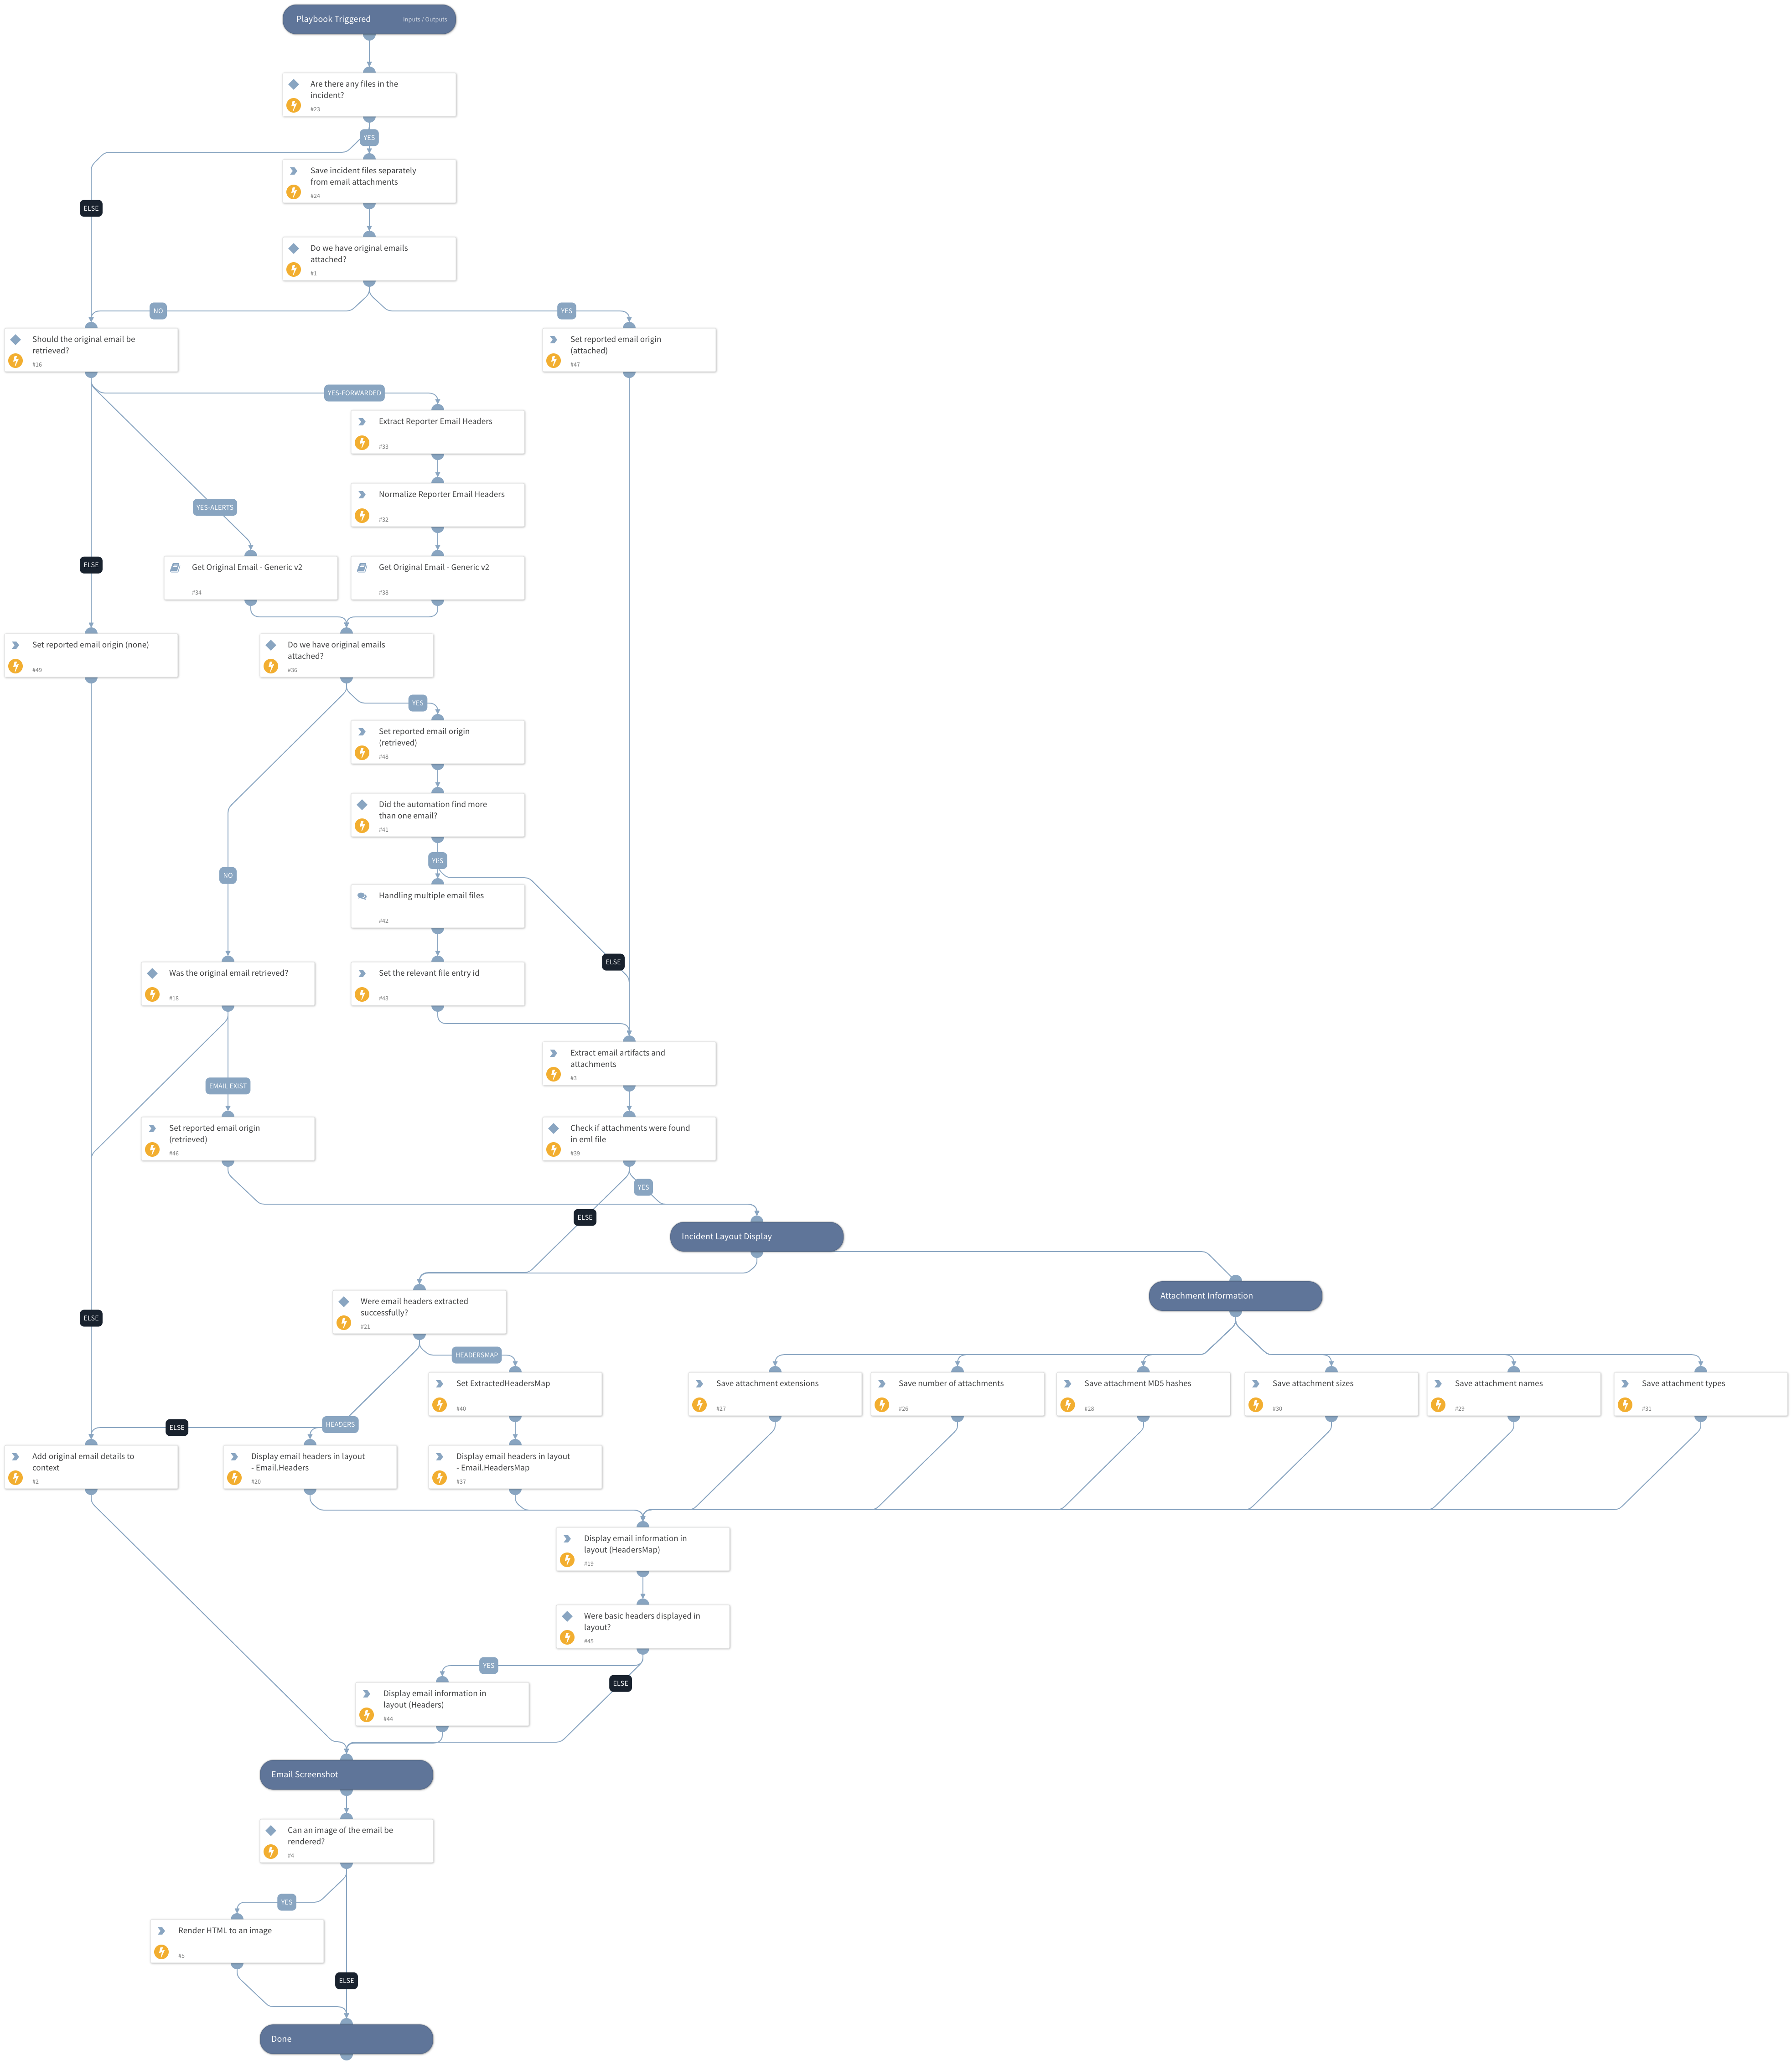 Playbook Triggered
Inputs / Outputs
Are there any files in the
incident?
#23
YES
Save incident files separately
from email attachments
#24
ELSE
Do we have original emails
attached?
#1
NO
YES
Should the original email be
retrieved?
#16
Set reported email origin
(attached)
#47
YES-FORWARDED
Extract Reporter Email Headers
#33
Normalize Reporter Email Headers
#32
YES-ALERTS
ELSE
Get Original Email - Generic v2
#34
Get Original Email - Generic v2
#38
Set reported email origin (none)
#49
Do we have original emails
attached?
#36
YES
Set reported email origin
(retrieved)
#48
Did the automation find more
than one email?
#41
YES
NO
Handling multiple email files
#42
ELSE
Was the original email retrieved?
#18
Set the relevant file entry id
#43
Extract email artifacts and
attachments
#3
EMAIL EXIST
Set reported email origin
(retrieved)
#46
Check if attachments were found
in eml file
#39
YES
ELSE
Incident Layout Display
Attachment Information
Were email headers extracted
successfully?
#21
ELSE
HEADERSMAP
Set ExtractedHeadersMap
#40
Save attachment extensions
#27
Save number of attachments
#26
Save attachment MD5 hashes
#28
Save attachment sizes
#30
Save attachment names
#29
Save attachment types
#31
ELSE
HEADERS
Add original email details to
context
#2
Display email headers in layout
- Email.Headers
#20
Display email headers in layout
- Email.HeadersMap
#37
Display email information in
layout (HeadersMap)
#19
Were basic headers displayed in
layout?
#45
YES
ELSE
Display email information in
layout (Headers)
#44
Email Screenshot
Can an image of the email be
rendered?
#4
YES
Render HTML to an image
#5
ELSE
Done